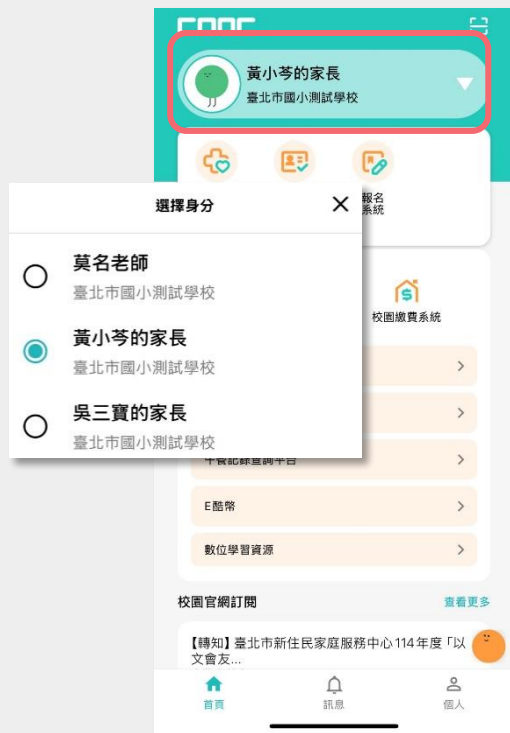 黃小芩的家長
臺北市國小測試學校
報名
系統
選擇身分
莫名老師
臺北市國小測試學校
黃小芩的家長
臺北市國小測試學校
吳三寶的家長
臺北市國小測試學校
校園繳費系統
午餐記錄查詢平台
E酷幣
數位學習資源
校園官網訂閱
查看更多
【轉知】臺北市新住民家庭服務中心114年度「以
文會友...
首頁
訊息
個人